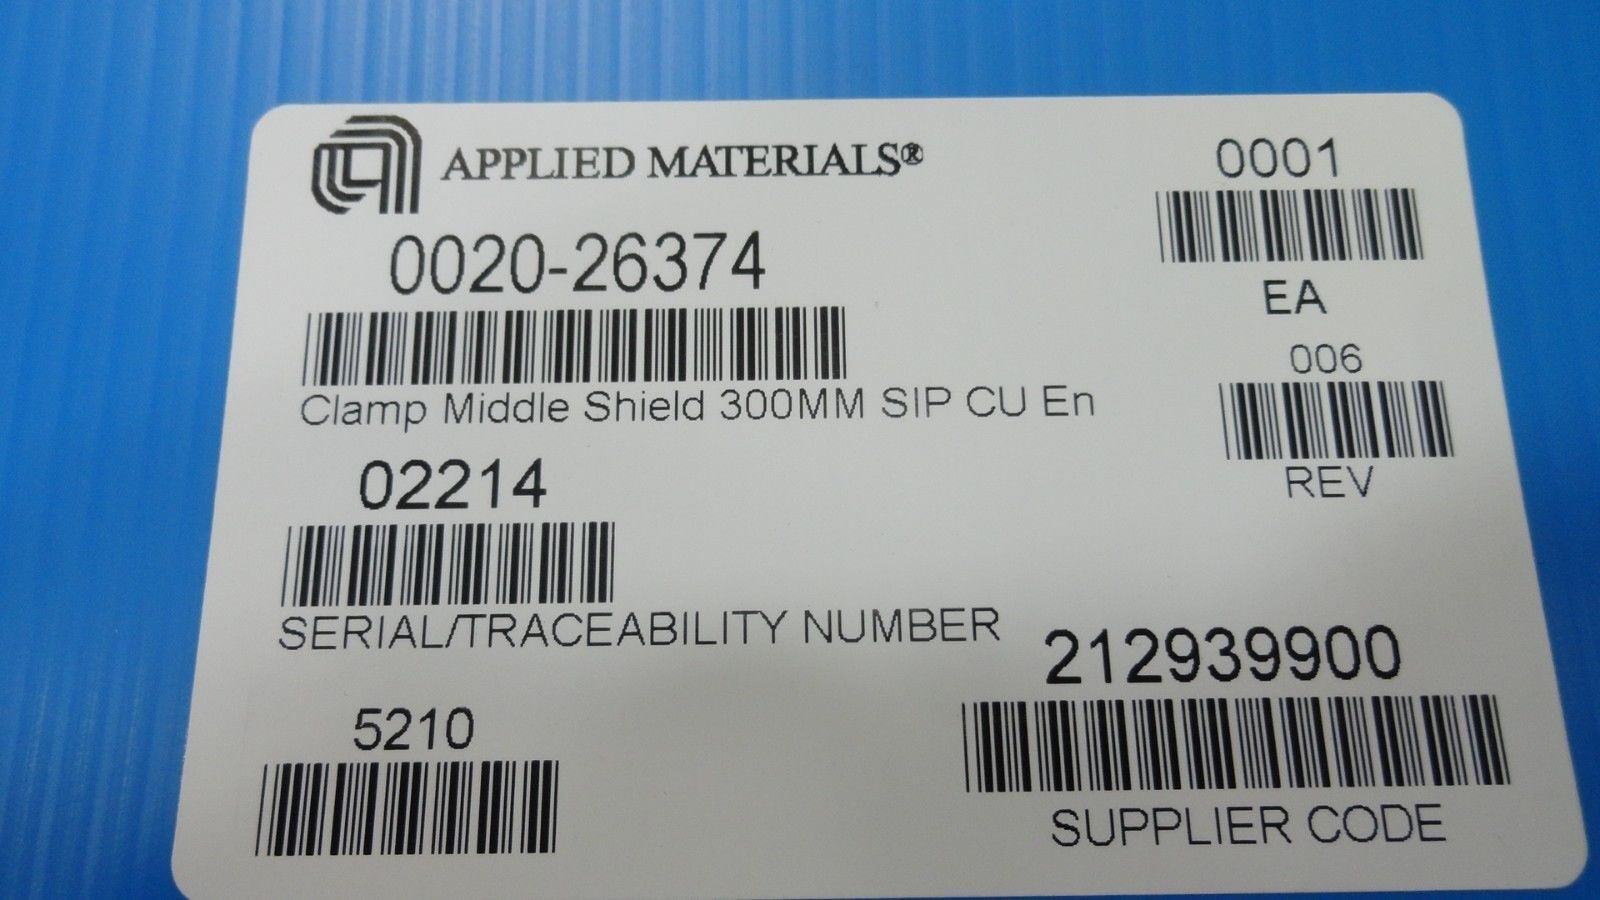 APPLIED MATERIALS®
0001
EA
0020-26374
Clamp Middle Shield 300MM SIP CU En
006
REV
02214
SERIAL/TRACEABILITY NUMBER
212939900
SUPPLIER CODE
5210